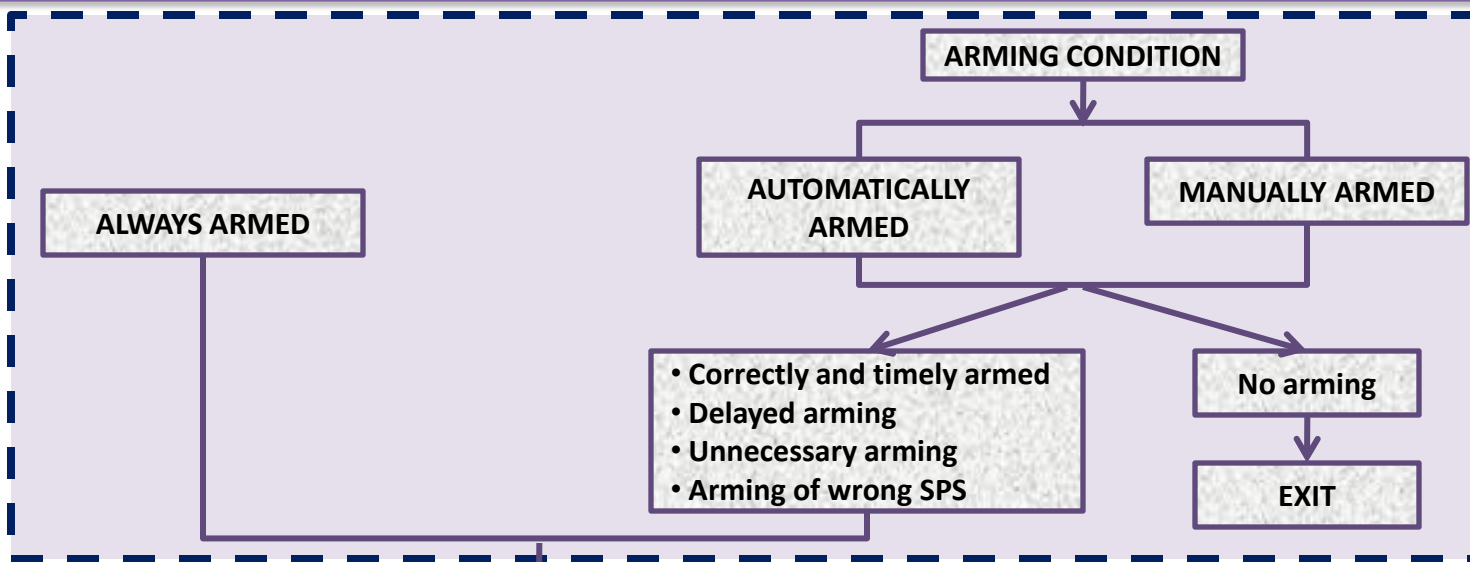 ARMING CONDITION
AUTOMATICALLY
ARMED
MANUALLY ARMED
ALWAYS ARMED
• Correctly and timely armed
• Delayed arming
• Unnecessary arming
• Arming of wrong SPS
No arming
EXIT